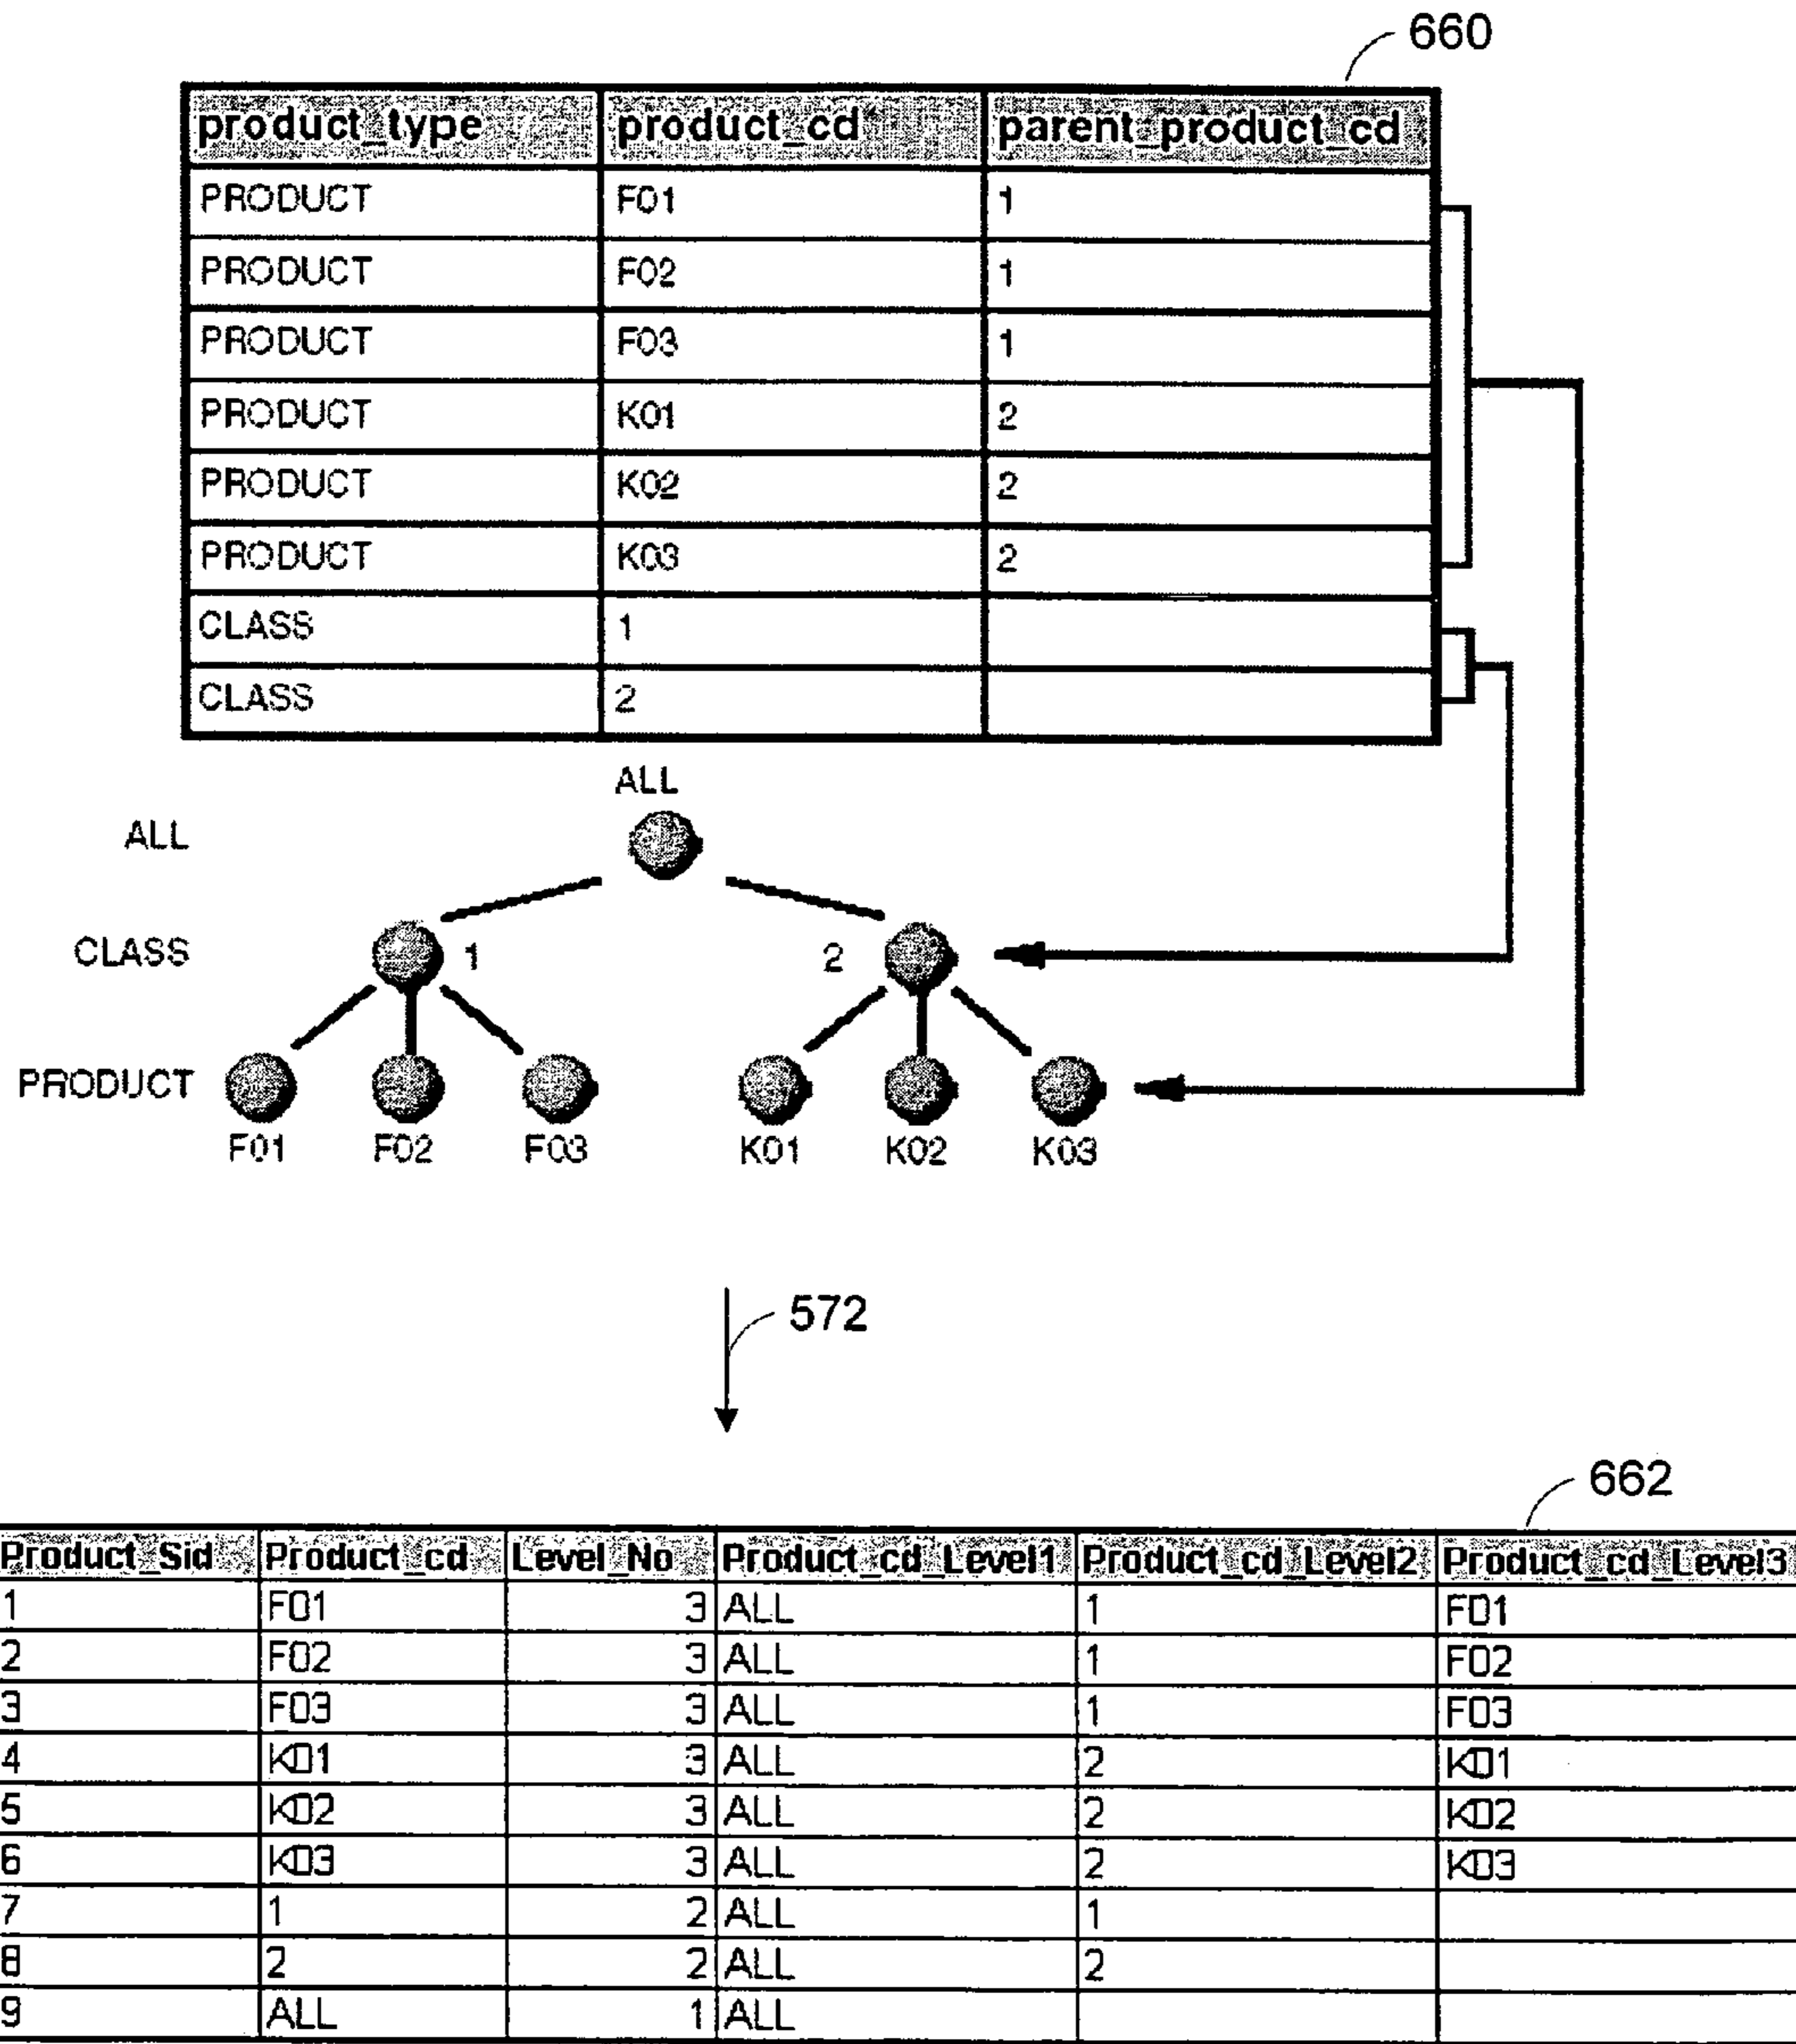 660
product_type product_cd parent_product_cd
PRODUCT F01 1
PRODUCT F02 1
PRODUCT F03 1
PRODUCT K01 2
PRODUCT K02 2
PRODUCT K03 2
CLASS 1
CLASS 2
ALL
ALL
CLASS 1 2
PRODUCT
F01 F02 F03 K01 K02 K03
572
662
Product_Sid Product_cd Level_No Product_cd_Level1 Product_cd_Level2 Product_cd_Level3
1 F01 3 ALL 1 F01
2 F02 3 ALL 1 F02
3 F03 3 ALL 1 F03
4 K01 3 ALL 2 K01
5 K02 3 ALL 2 K02
6 K03 3 ALL 2 K03
7 1 2 ALL 1
8 2 2 ALL 2
9 ALL 1 ALL